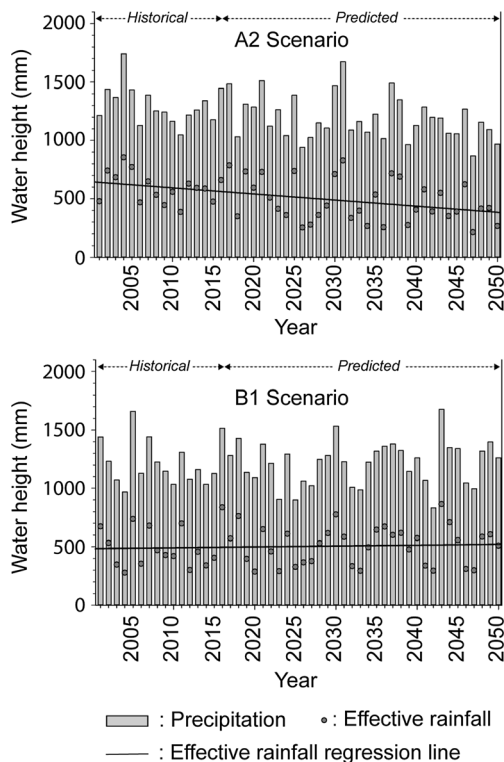 2000
Historical
Predicted
A2 Scenario
1500
1000
500
0
Water height (mm)
2005
2010
2015
2020
2025
2030
2035
2040
2045
2050
Year
2000
Historical
Predicted
B1 Scenario
1500
1000
500
0
Water height (mm)
2005
2010
2015
2020
2025
2030
2035
2040
2045
2050
Year
: Precipitation : Effective rainfall
: Effective rainfall regression line